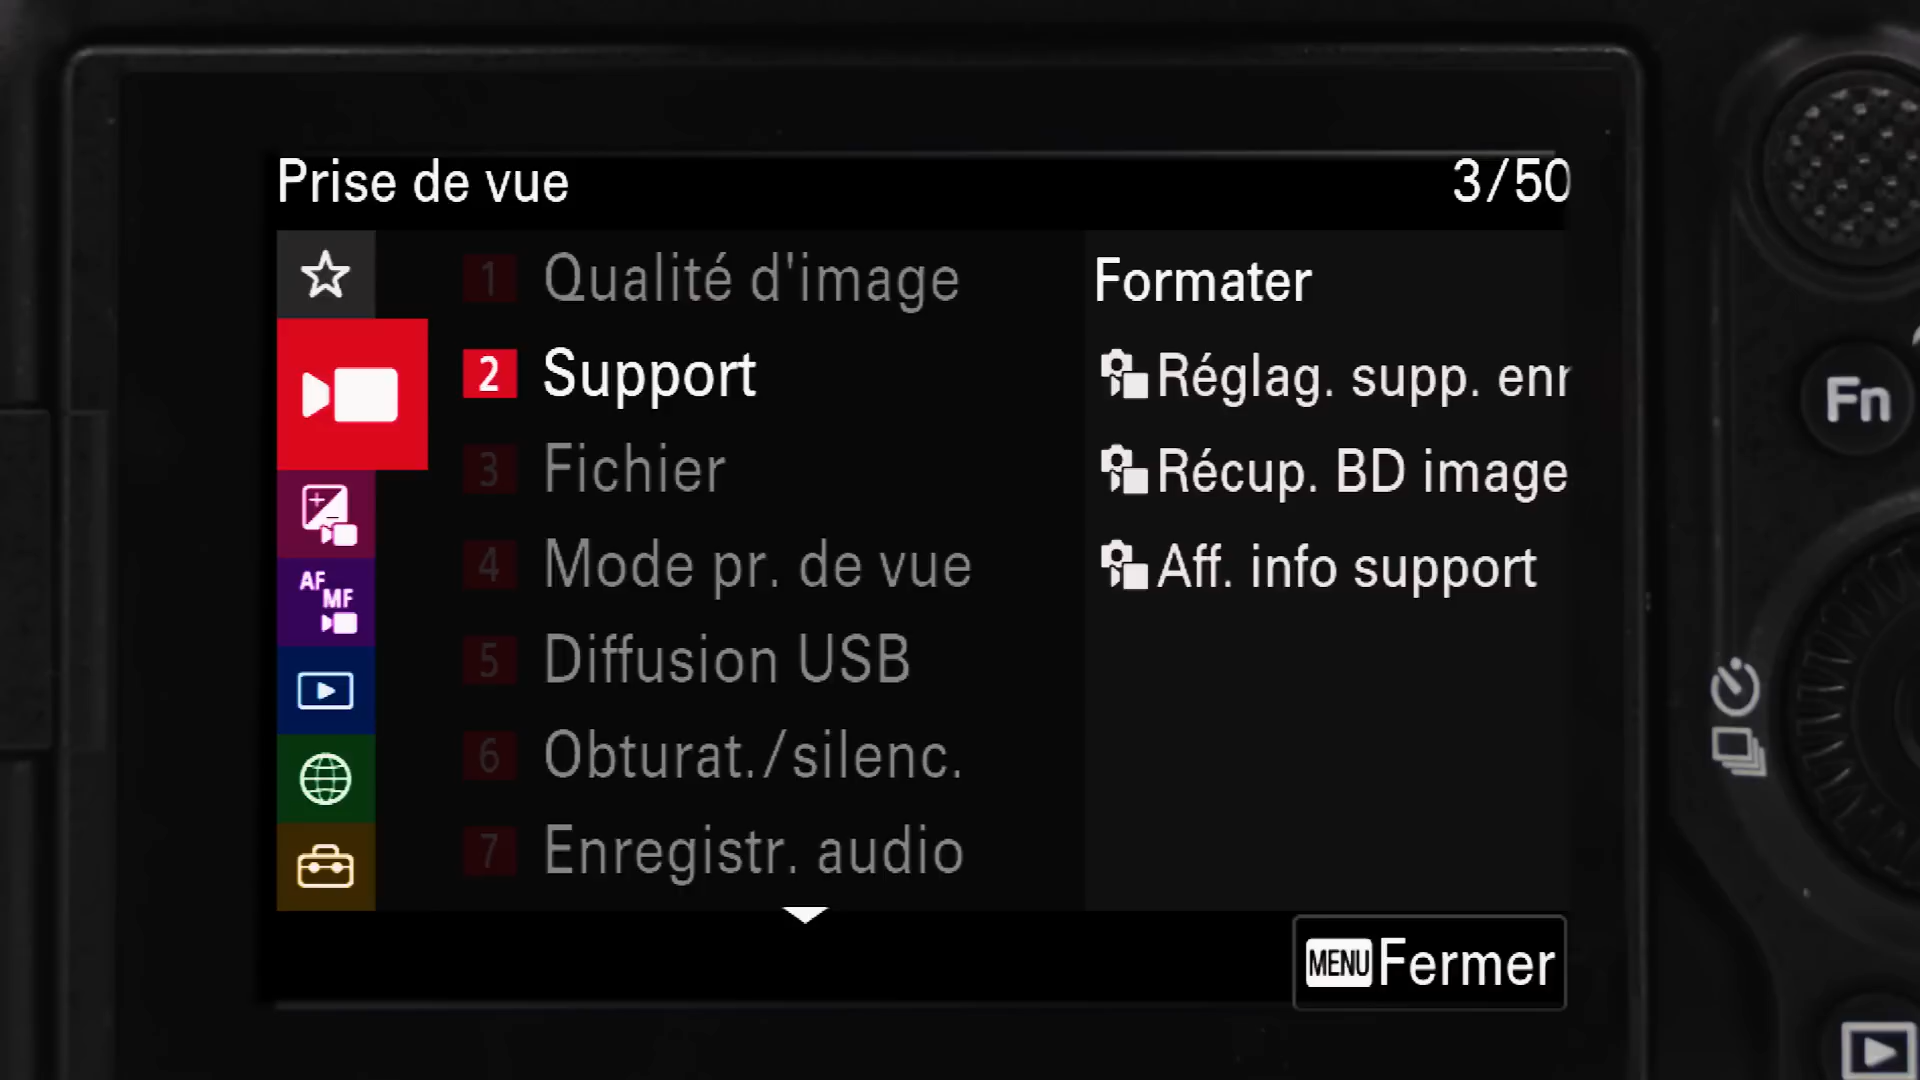 Prise de vue 3/50
1 Qualité d'image
2 Support
3 Fichier
4 Mode pr. de vue
5 Diffusion USB
6 Obturat./silenc.
7 Enregistr. audio
Formater
Réglag. supp. enr
Récup. BD image
Aff. info support
AF MF
MENU Fermer
Fn